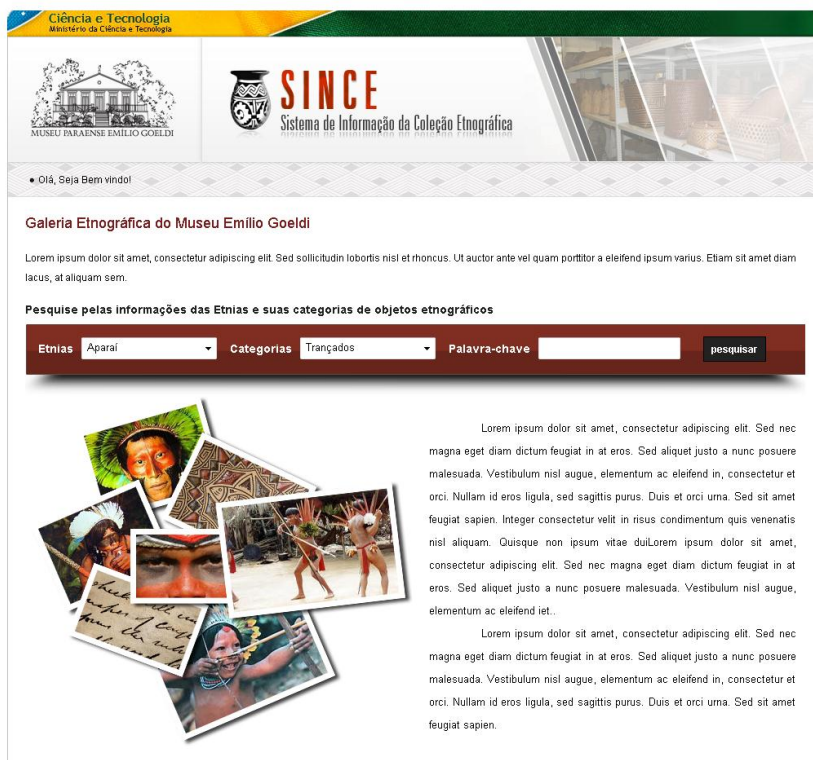 Ciência e Tecnologia
Ministério da Ciência e Tecnologia
MUSEU PARAENSE EMÍLIO GOELDI
SINCE
Sistema de Informação da Coleção Etnográfica
• Olá, Seja Bem vindo!
Galeria Etnográfica do Museu Emílio Goeldi
Lorem ipsum dolor sit amet, consectetur adipiscing elit. Sed sollicitudin lobortis nisl et rhoncus. Ut auctor ante vel quam porttitor a eleifend ipsum varius. Etiam sit amet diam
lacus, at aliquam sem.
Pesquise pelas informações das Etnias e suas categorias de objetos etnográficos
Etnias Aparaí Categorias Trançados Palavra-chave pesquisar
Lorem ipsum dolor sit amet, consectetur adipiscing elit. Sed nec
magna eget diam dictum feugiat in at eros. Sed aliquet justo a nunc posuere
malesuada. Vestibulum nisl augue, elementum ac eleifend in, consectetur et
orci. Nullam id eros ligula, sed sagittis purus. Duis et orci urna. Sed sit amet
feugiat sapien. Integer consectetur velit in risus condimentum quis venenatis
nisl aliquam. Quisque non ipsum vitae duiLorem ipsum dolor sit amet,
consectetur adipiscing elit. Sed nec magna eget diam dictum feugiat in at
eros. Sed aliquet justo a nunc posuere malesuada. Vestibulum nisl augue,
elementum ac eleifend iet..
Lorem ipsum dolor sit amet, consectetur adipiscing elit. Sed nec
magna eget diam dictum feugiat in at eros. Sed aliquet justo a nunc posuere
malesuada. Vestibulum nisl augue, elementum ac eleifend in, consectetur et
orci. Nullam id eros ligula, sed sagittis purus. Duis et orci urna. Sed sit amet
feugiat sapien.